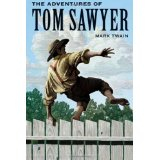 THE ADVENTURES OF
TOM SAWYER
MARK TWAIN